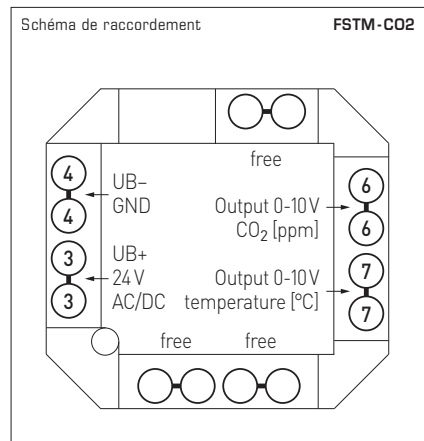 Schéma de raccordement FSTM-CO2
free
4
4
UB–
GND
Output 0-10V
CO₂ [ppm]
6
6
3
3
UB+
24 V
AC/DC
Output 0-10V
temperature [°C]
7
7
free free